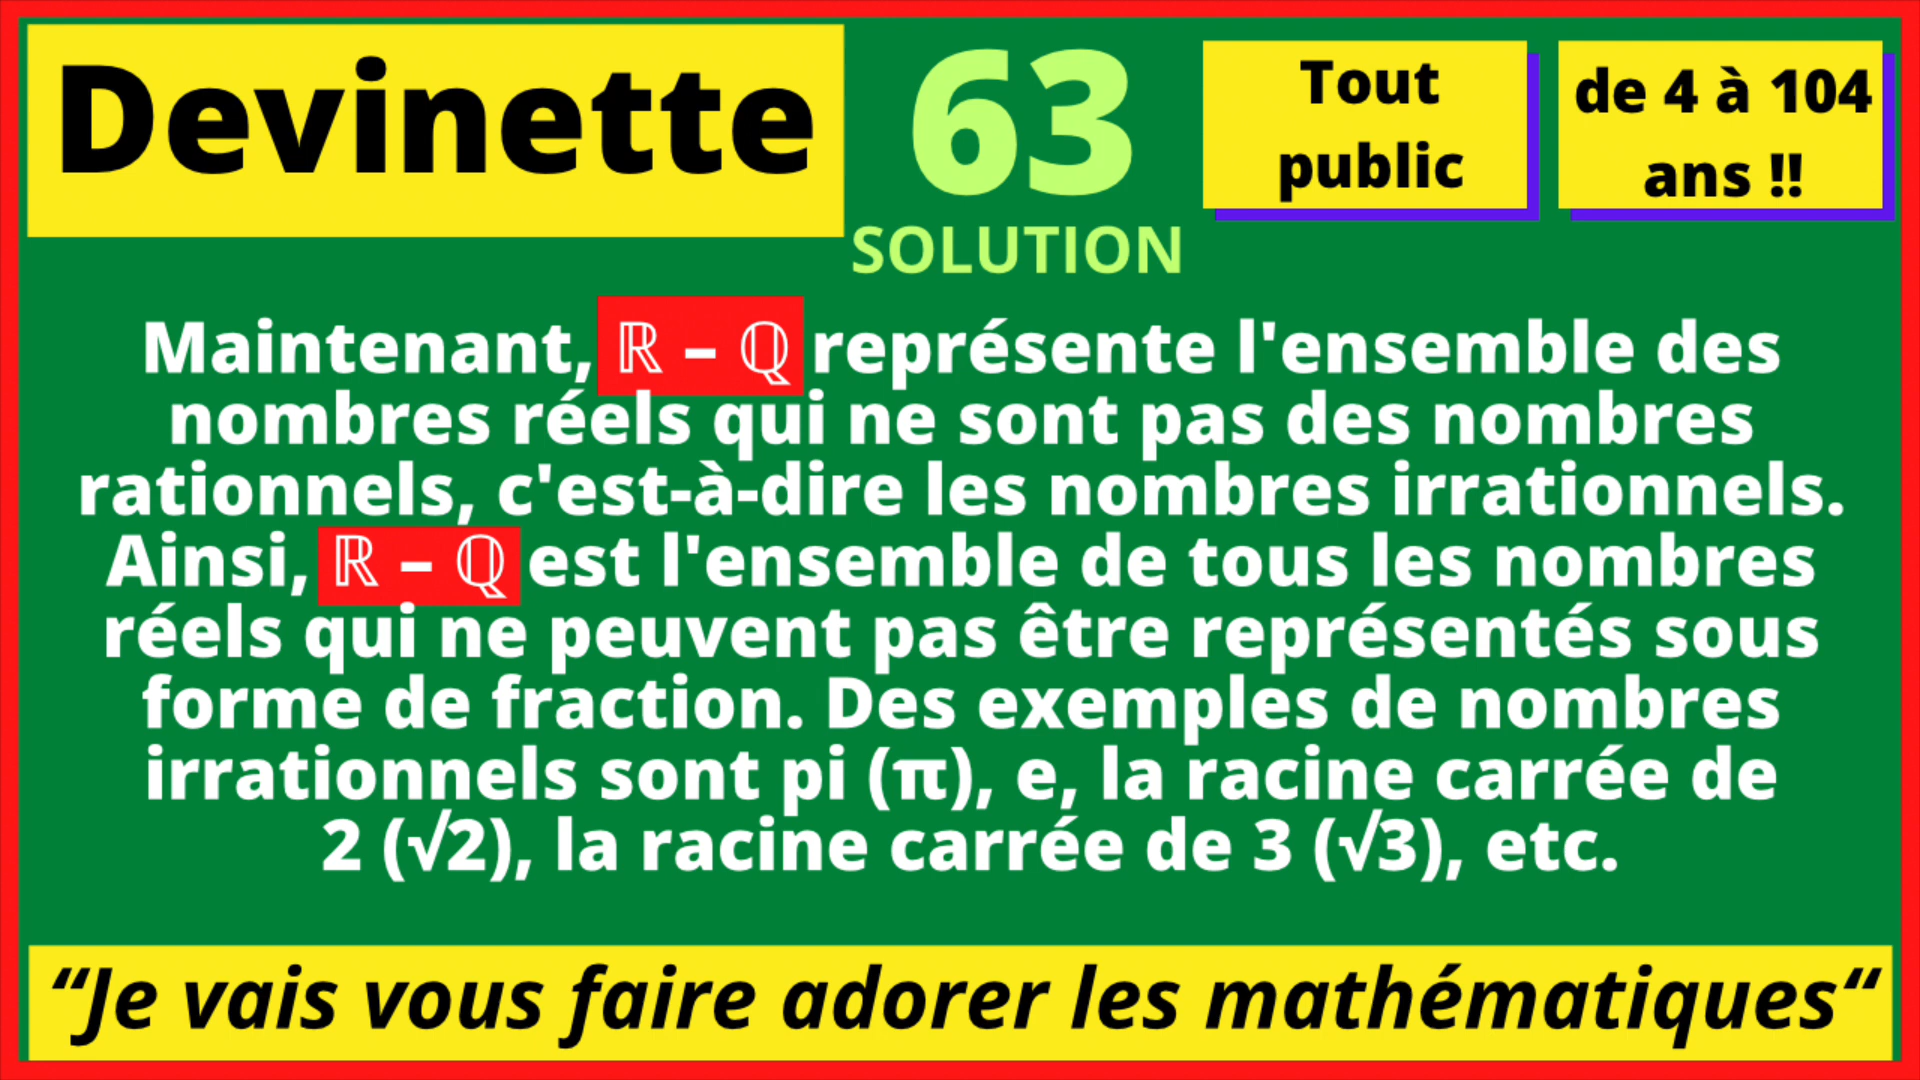 Devinette
63
SOLUTION
Tout
public
de 4 à 104
ans !!
Maintenant, ℝ – ℚ représente l'ensemble des
nombres réels qui ne sont pas des nombres
rationnels, c'est-à-dire les nombres irrationnels.
Ainsi, ℝ – ℚ est l'ensemble de tous les nombres
réels qui ne peuvent pas être représentés sous
forme de fraction. Des exemples de nombres
irrationnels sont pi (π), e, la racine carrée de
2 (√2), la racine carrée de 3 (√3), etc.
“Je vais vous faire adorer les mathématiques“